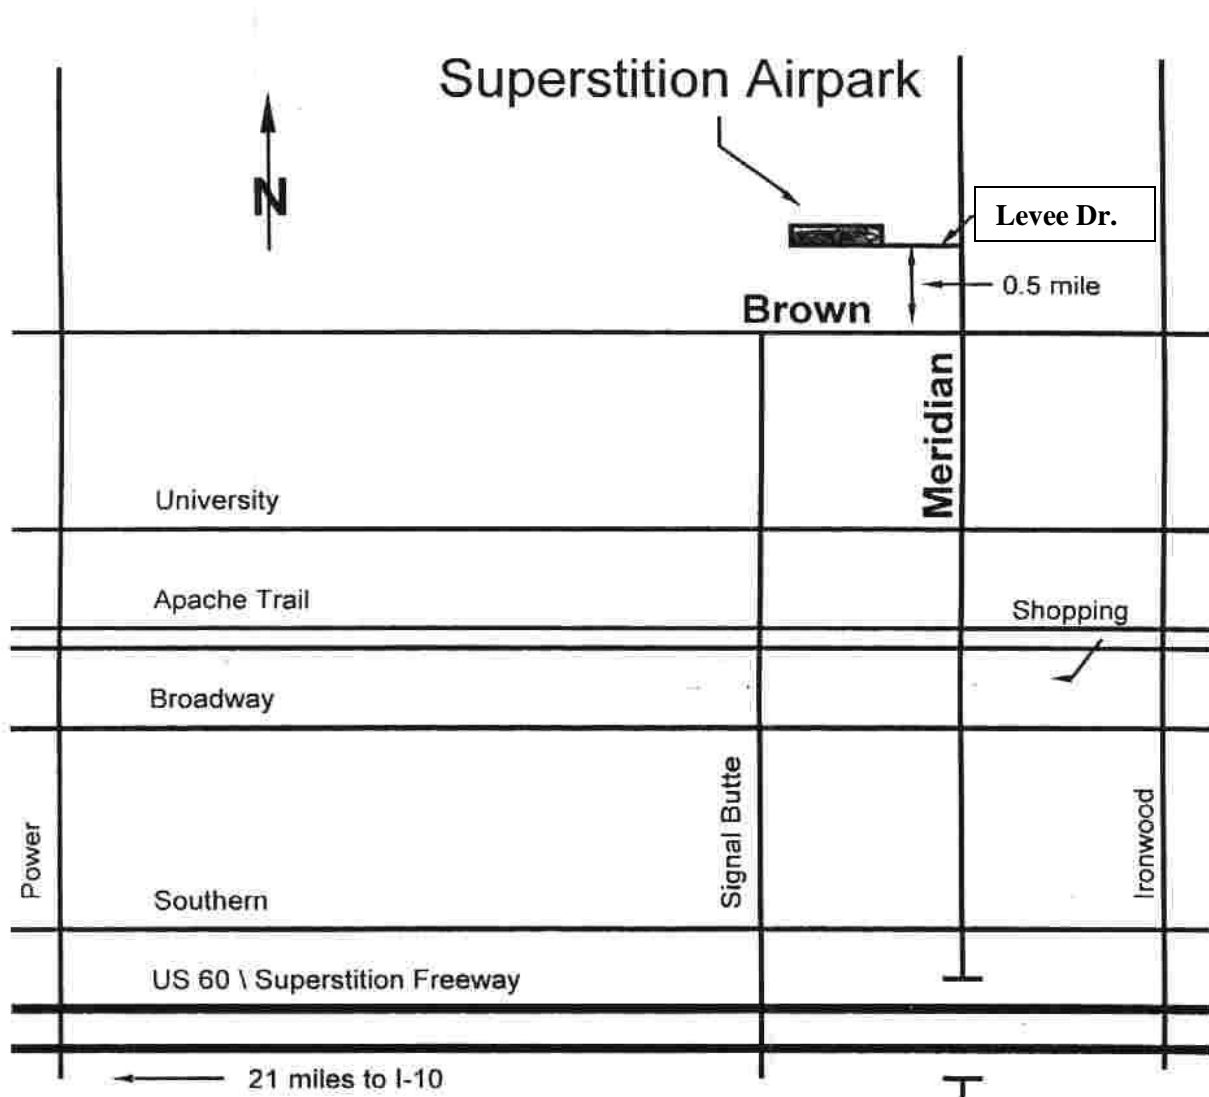 Superstition Airpark
N
Levee Dr.
0.5 mile
Brown
Meridian
University
Apache Trail
Shopping
Broadway
Signal Butte
Ironwood
Power
Southern
US 60 \ Superstition Freeway
21 miles to I-10